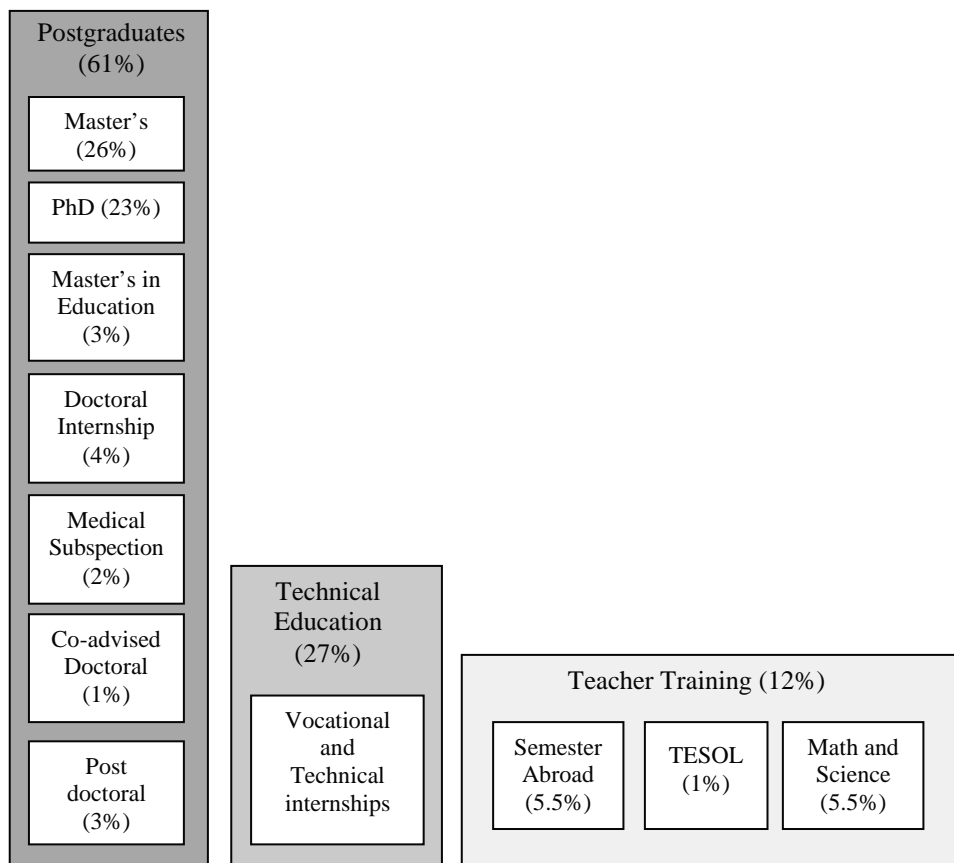 Postgraduates
(61%)
Master’s
(26%)
PhD (23%)
Master’s in
Education
(3%)
Doctoral
Internship
(4%)
Medical
Subspection
(2%)
Co-advised
Doctoral
(1%)
Post
doctoral
(3%)
Technical
Education
(27%)
Vocational
and
Technical
internships
Teacher Training (12%)
Semester
Abroad
(5.5%)
TESOL
(1%)
Math and
Science
(5.5%)